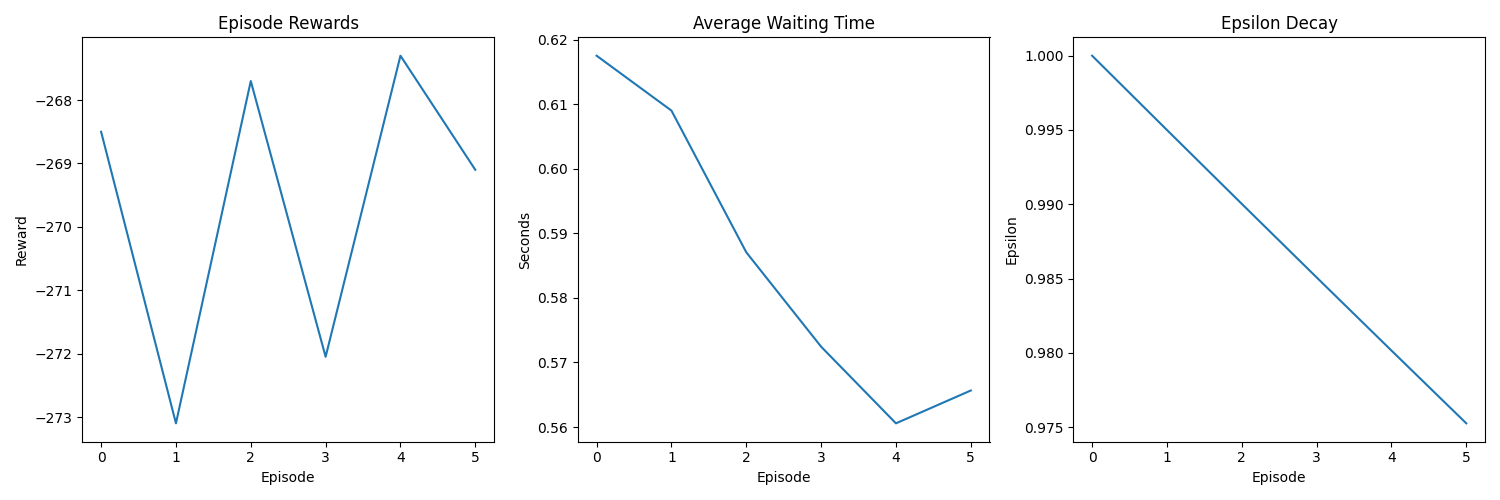 Episode Rewards
−268
−269
−270
−271
−272
−273
Reward
0 1 2 3 4 5
Episode
Average Waiting Time
0.62
0.61
0.60
0.59
0.58
0.57
0.56
Seconds
0 1 2 3 4 5
Episode
Epsilon Decay
1.000
0.995
0.990
0.985
0.980
0.975
Epsilon
0 1 2 3 4 5
Episode